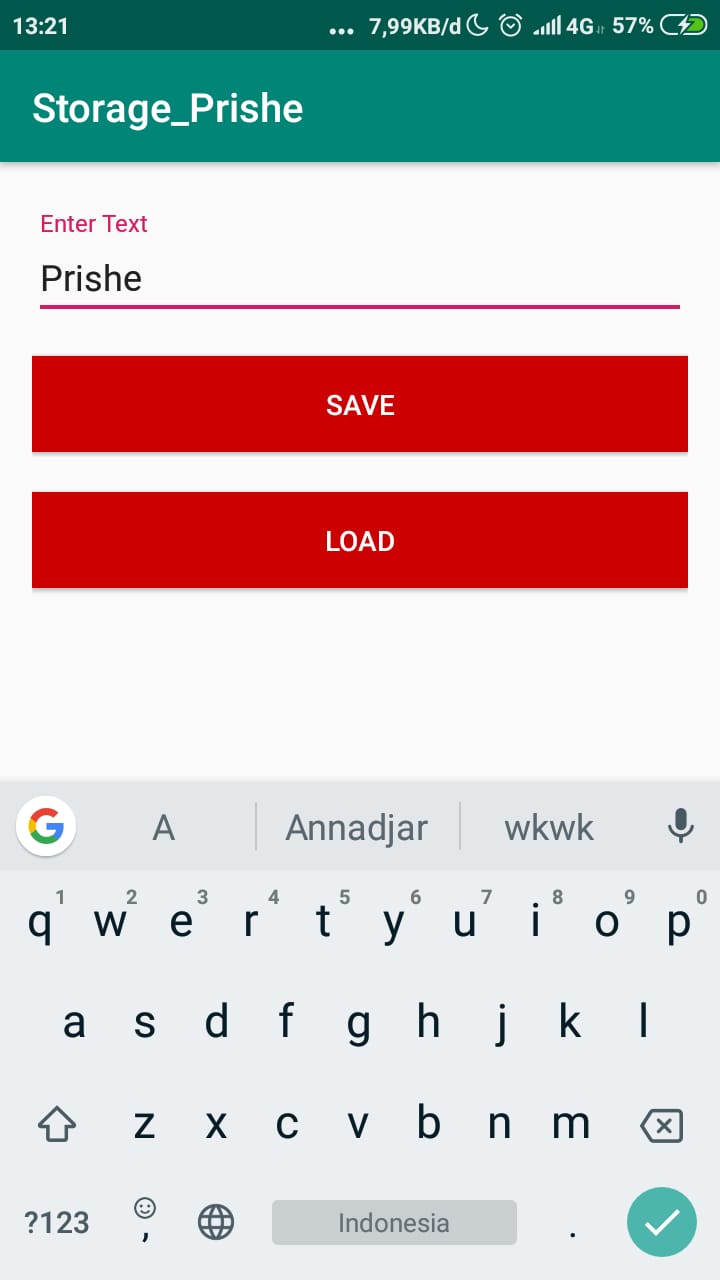 13:21 ... 7,99KB/d 4G 57%
Storage_Prishe
Enter Text
Prishe
SAVE
LOAD
G A Annadjar wkwk
1 2 3 4 5 6 7 8 9 0
q w e r t y u i o p
a s d f g h j k l
z x c v b n m
?123 , Indonesia .